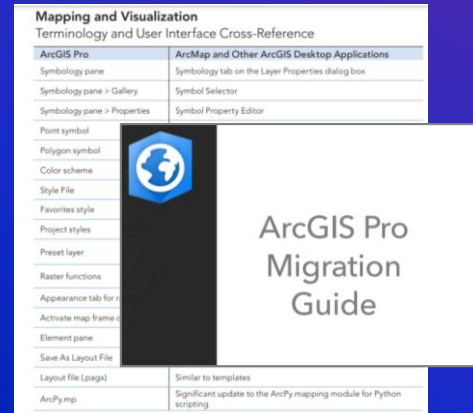 Mapping and Visualization
Terminology and User Interface Cross-Reference
ArcGIS Pro ArcMap and Other ArcGIS Desktop Applications
Symbology pane Symbology tab on the Layer Properties dialog box
Symbology pane > Gallery Symbol Selector
Symbology pane > Properties Symbol Property Editor
Point symbol
Polygon symbol
Color scheme
Style File
Favorites style
Project styles
Preset layer
Raster functions
Appearance tab for
Activate map frame
Element pane
Save As Layout File
Layout file (.pagx) Similar to templates
ArcPy.mp Significant update to the ArcPy.mapping module for Python
scripting
ArcGIS Pro
Migration
Guide